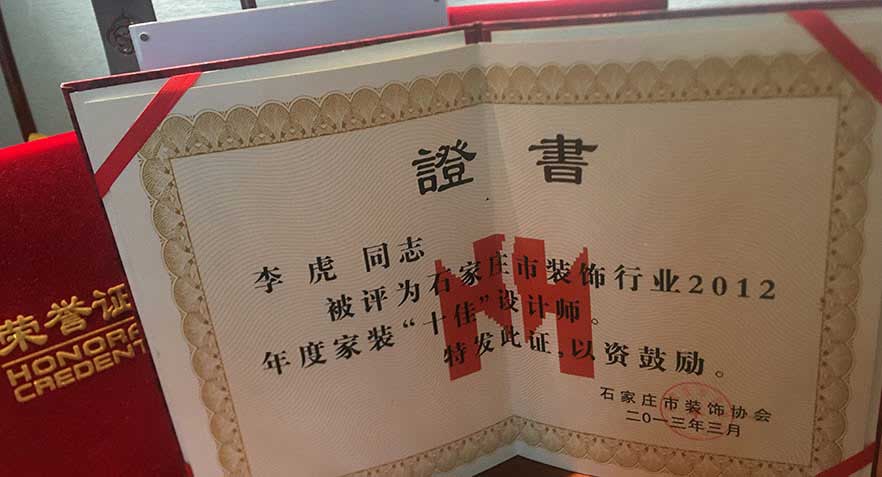 證書
李虎 同志
被评为石家庄市装饰行业2012
年度家装“十佳”设计师。
特发此证，以资鼓励。
石家庄市装饰协会
二〇一三年三月
荣誉证
HONORA
CREDENT